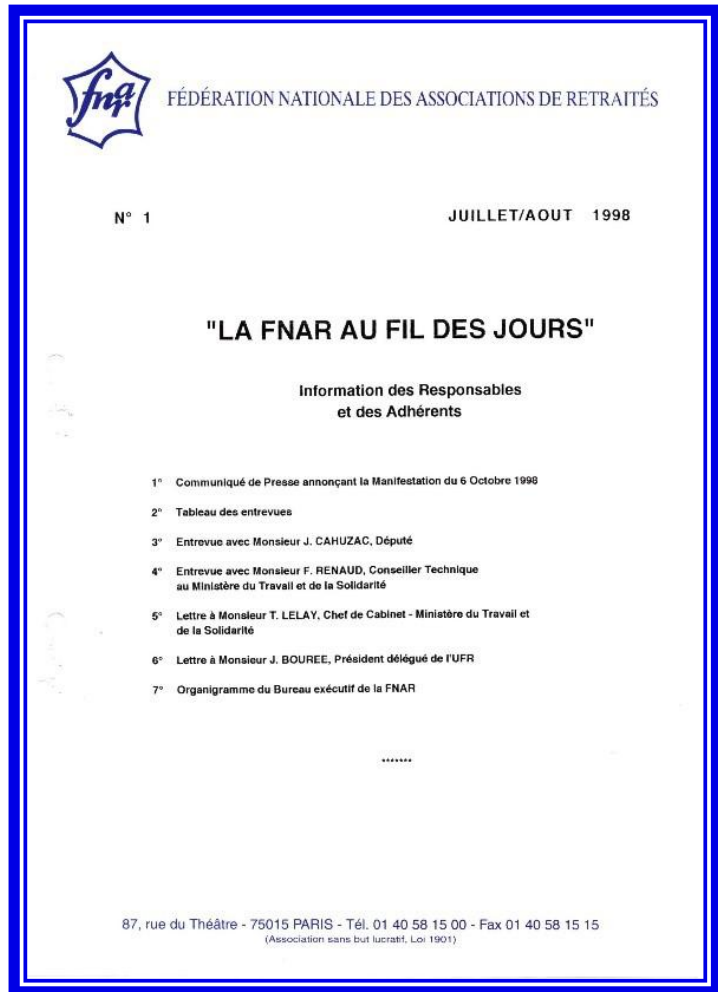 fnar
FÉDÉRATION NATIONALE DES ASSOCIATIONS DE RETRAITÉS
N° 1
JUILLET/AOUT 1998
"LA FNAR AU FIL DES JOURS"
Information des Responsables
et des Adhérents
1° Communiqué de Presse annonçant la Manifestation du 6 Octobre 1998
2° Tableau des entrevues
3° Entrevue avec Monsieur J. CAHUZAC, Député
4° Entrevue avec Monsieur F. RENAUD, Conseiller Technique
au Ministère du Travail et de la Solidarité
5° Lettre à Monsieur T. LELAY, Chef de Cabinet - Ministère du Travail et
de la Solidarité
6° Lettre à Monsieur J. BOUREE, Président délégué de l'UFR
7° Organigramme du Bureau exécutif de la FNAR
*******
87, rue du Théâtre - 75015 PARIS - Tél. 01 40 58 15 00 - Fax 01 40 58 15 15
(Association sans but lucratif, Loi 1901)